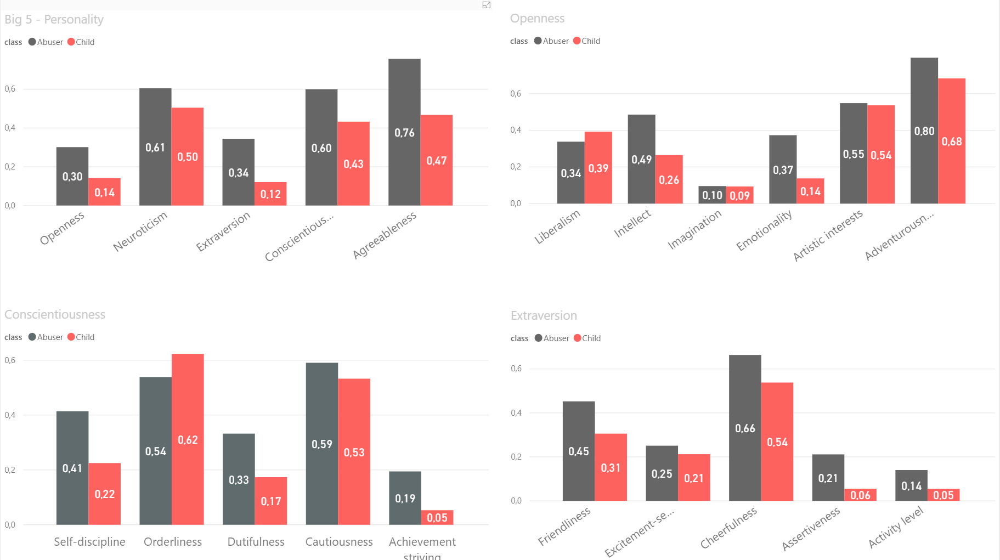 Big 5 - Personality
class Abuser Child
0,6
0,4
0,2
0,0
0,30
0,14
0,61
0,50
0,34
0,12
0,60
0,43
0,76
0,47
Openness
Neuroticism
Extraversion
Conscientious...
Agreeableness
Openness
class Abuser Child
0,6
0,4
0,2
0,0
0,34
0,39
0,49
0,26
0,10
0,09
0,37
0,14
0,55
0,54
0,80
0,68
Liberalism
Intellect
Imagination
Emotionality
Artistic interests
Adventurousn...
Conscientiousness
class Abuser Child
0,6
0,4
0,2
0,0
0,41
0,22
0,54
0,62
0,33
0,17
0,59
0,53
0,19
0,05
Self-discipline
Orderliness
Dutifulness
Cautiousness
Achievement
striving
Extraversion
class Abuser Child
0,6
0,4
0,2
0,0
0,45
0,31
0,25
0,21
0,66
0,54
0,21
0,06
0,14
0,05
Friendliness
Excitement-se...
Cheerfulness
Assertiveness
Activity level